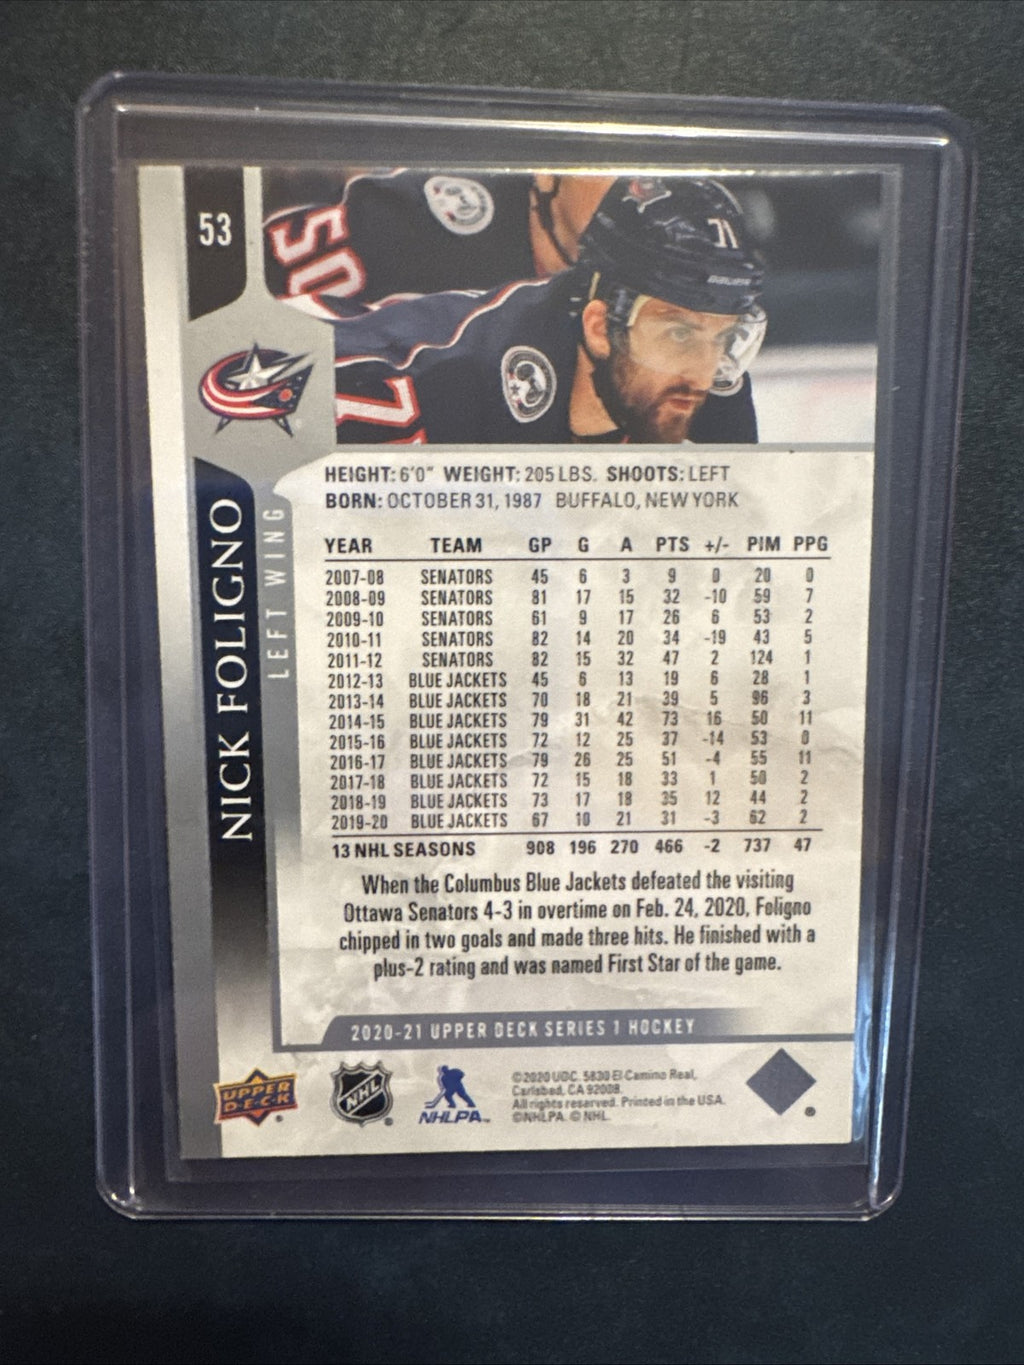 53
50
71
BAUER
71
NICK FOLIGNO
LEFT WING
HEIGHT: 6'0" WEIGHT: 205 LBS. SHOOTS: LEFT
BORN: OCTOBER 31, 1987 BUFFALO, NEW YORK
YEAR TEAM GP G A PTS +/- PIM PPG
2007-08 SENATORS 45 6 3 9 0 20 0
2008-09 SENATORS 81 17 15 32 -10 59 7
2009-10 SENATORS 61 9 17 26 6 53 2
2010-11 SENATORS 82 14 20 34 -19 43 5
2011-12 SENATORS 82 15 32 47 2 124 1
2012-13 BLUE JACKETS 45 6 13 19 6 28 1
2013-14 BLUE JACKETS 70 18 21 39 5 96 3
2014-15 BLUE JACKETS 79 31 42 73 16 50 11
2015-16 BLUE JACKETS 72 12 25 37 -14 53 0
2016-17 BLUE JACKETS 79 26 25 51 -4 55 11
2017-18 BLUE JACKETS 72 15 18 33 1 50 2
2018-19 BLUE JACKETS 73 17 18 35 12 44 2
2019-20 BLUE JACKETS 67 10 21 31 -3 62 2
13 NHL SEASONS 908 196 270 466 -2 737 47
When the Columbus Blue Jackets defeated the visiting
Ottawa Senators 4-3 in overtime on Feb. 24, 2020, Foligno
chipped in two goals and made three hits. He finished with a
plus-2 rating and was named First Star of the game.
2020-21 UPPER DECK SERIES 1 HOCKEY
UPPER
DECK
®
NHL
®
NHLPA™
©2020 UDC. 5830 El Camino Real,
Carlsbad, CA 92008.
All rights reserved. Printed in the USA.
©NHLPA. © NHL.
®